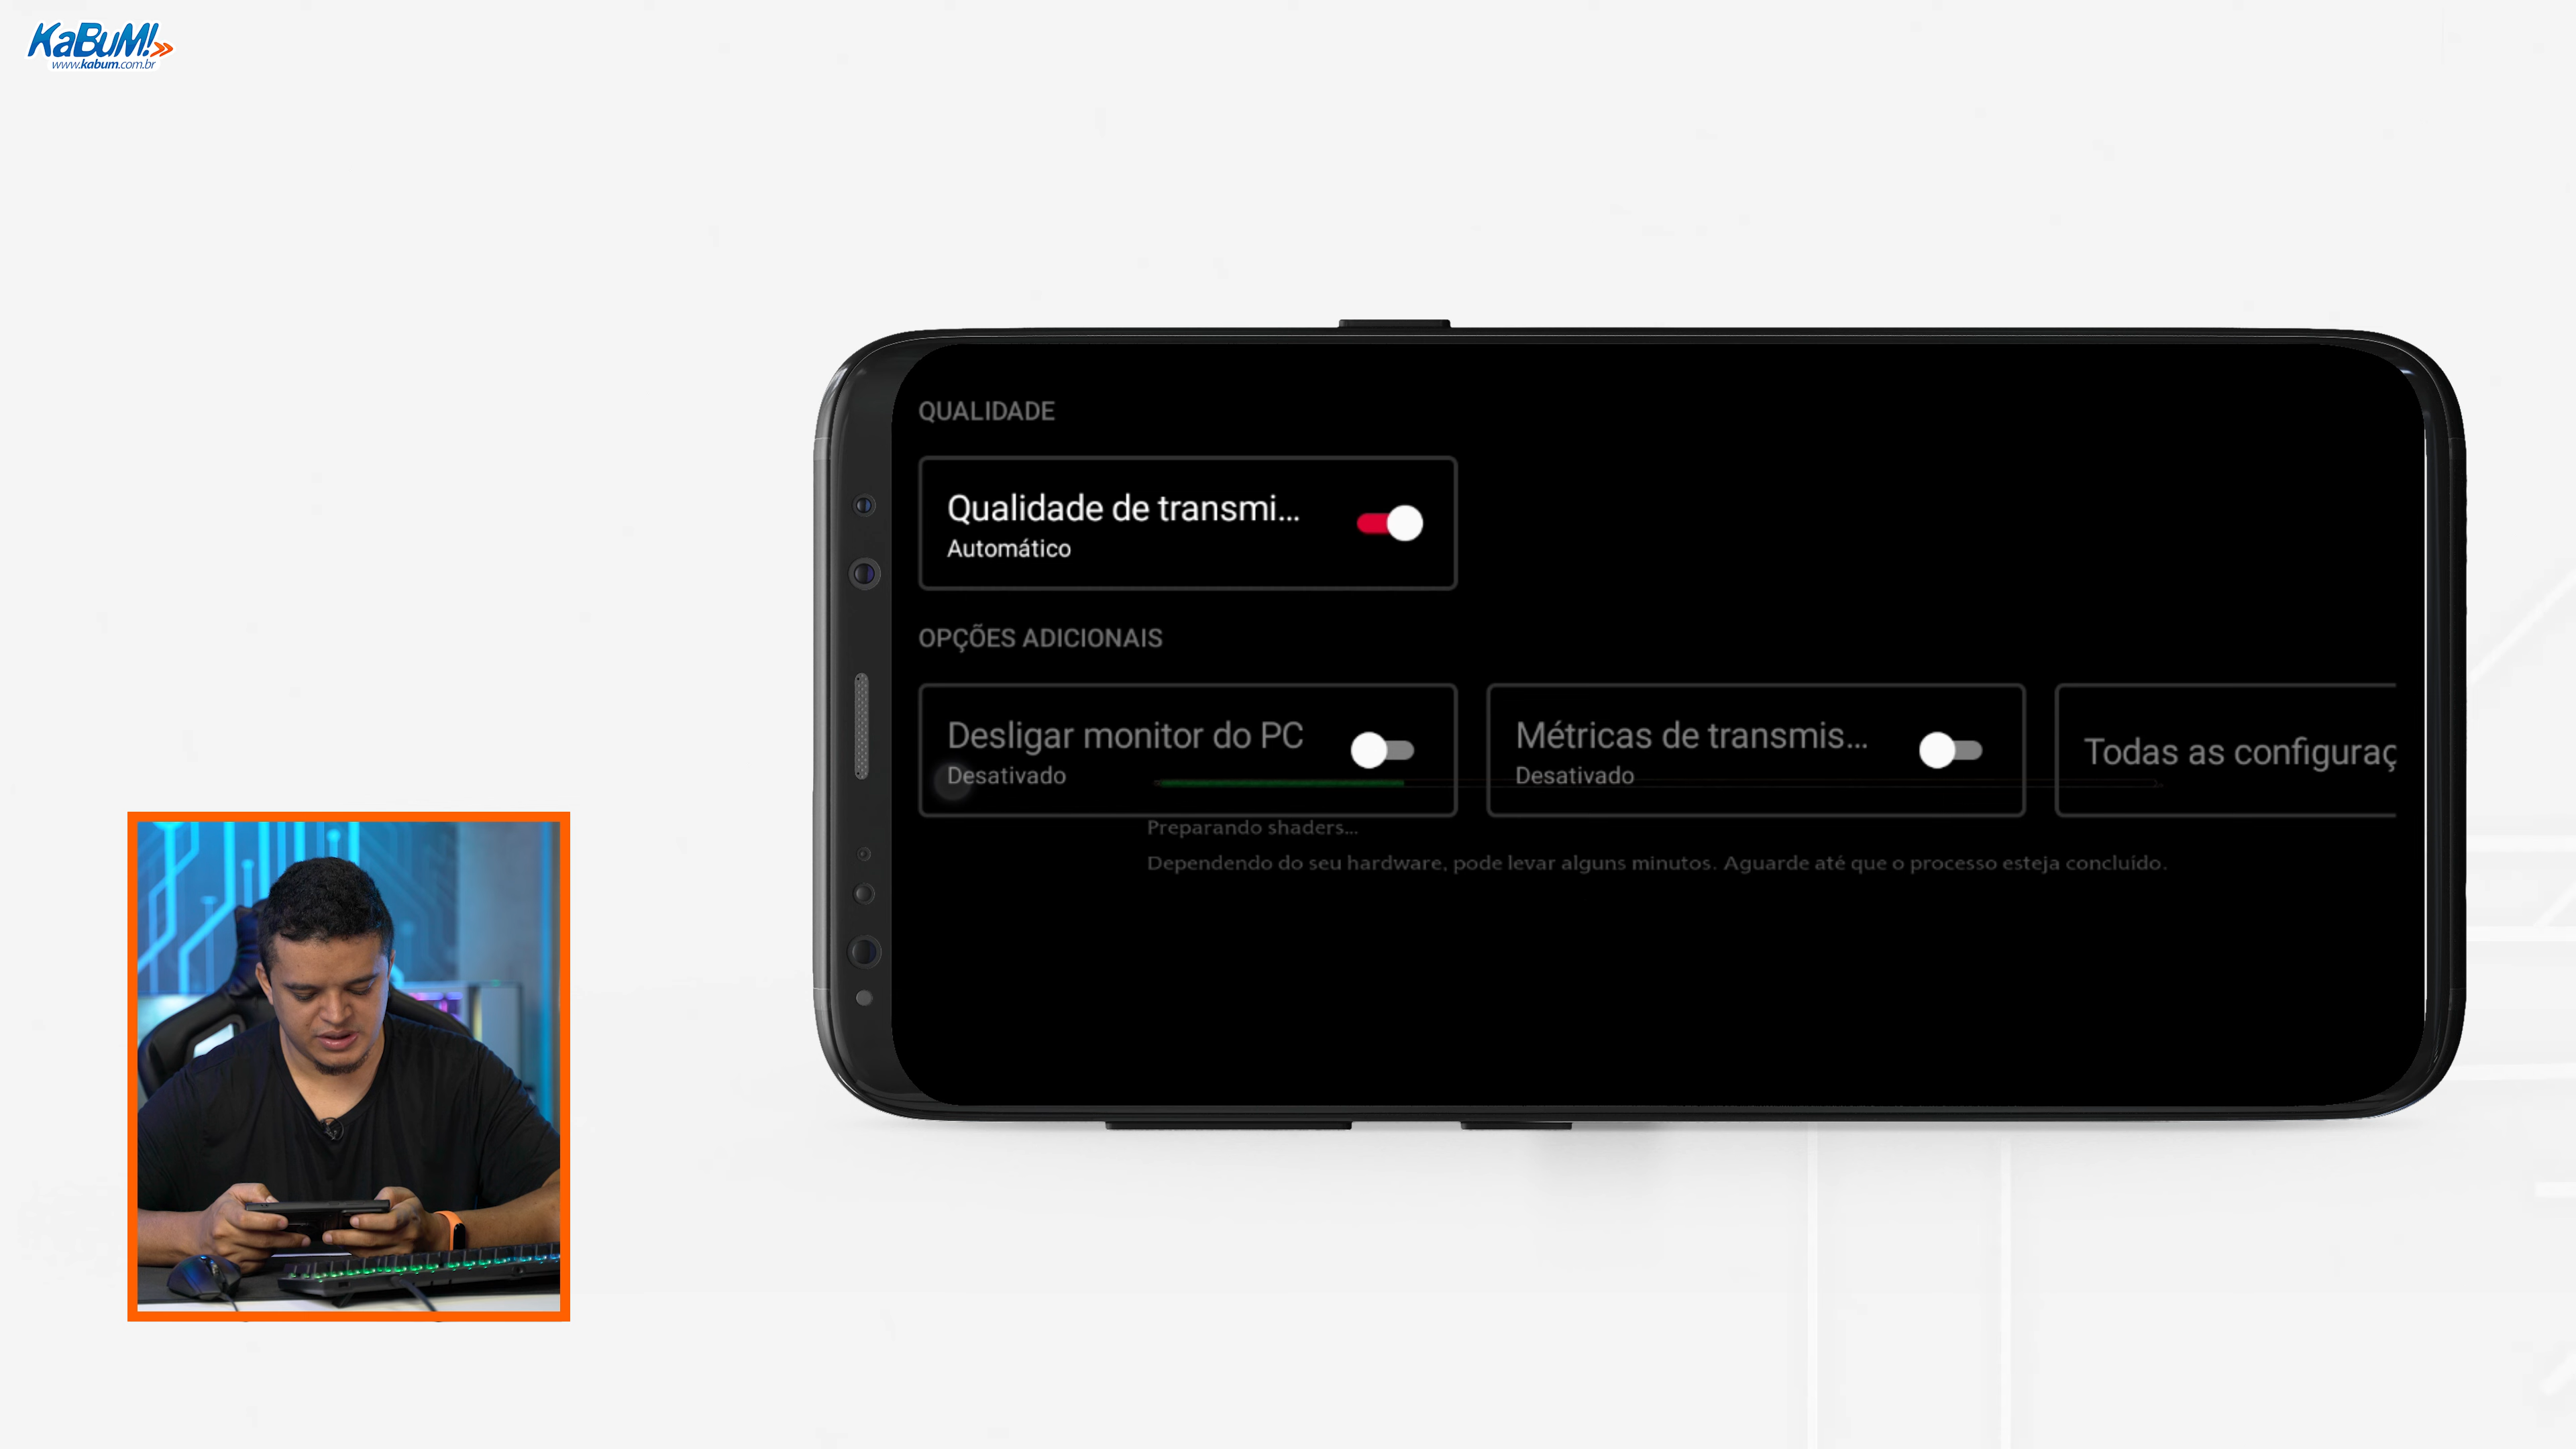 KaBuM!
www.kabum.com.br
QUALIDADE
Qualidade de transmi...
Automático
OPÇÕES ADICIONAIS
Desligar monitor do PC
Desativado
Métricas de transmis...
Desativado
Todas as configuraç
Preparando shaders...
Dependendo do seu hardware, pode levar alguns minutos. Aguarde até que o processo esteja concluído.